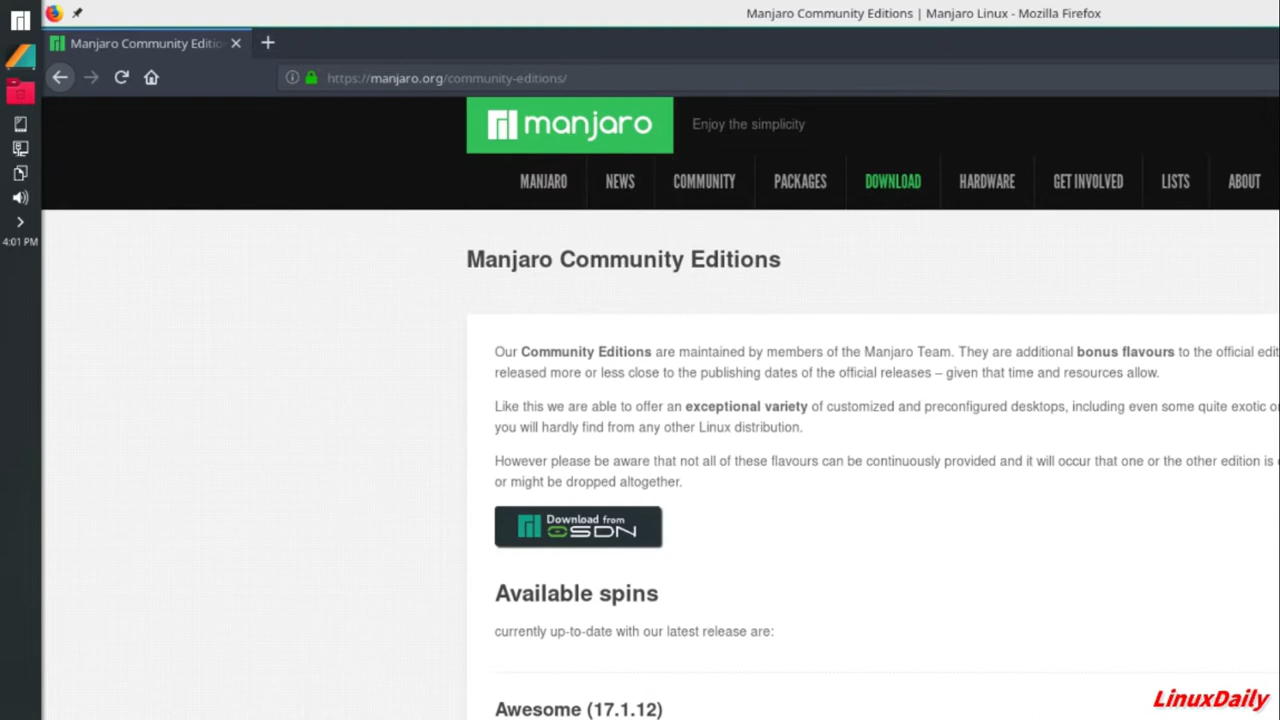 Manjaro Community Editions | Manjaro Linux - Mozilla Firefox
Manjaro Community Editio
https://manjaro.org/community-editions/
manjaro
Enjoy the simplicity
MANJARO
NEWS
COMMUNITY
PACKAGES
DOWNLOAD
HARDWARE
GET INVOLVED
LISTS
ABOUT
4:01 PM
Manjaro Community Editions
Our Community Editions are maintained by members of the Manjaro Team. They are additional bonus flavours to the official edit
released more or less close to the publishing dates of the official releases – given that time and resources allow.
Like this we are able to offer an exceptional variety of customized and preconfigured desktops, including even some quite exotic o
you will hardly find from any other Linux distribution.
However please be aware that not all of these flavours can be continuously provided and it will occur that one or the other edition is
or might be dropped altogether.
Download from
OSDN
Available spins
currently up-to-date with our latest release are:
Awesome (17.1.12)
LinuxDaily